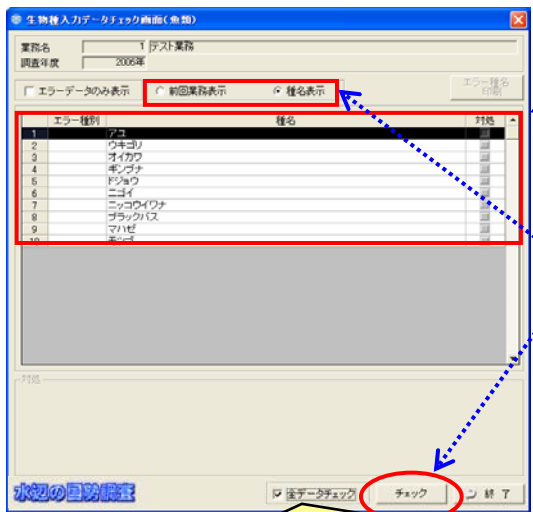 生物種入力データチェック画面(魚類)
業務名 1 テスト業務
調査年度 2006年
エラーデータのみ表示 前回業務表示 種名表示 エラー種名
印刷
エラー種別 種名 対処
1 アユ
2 ウキゴリ
3 オイカワ
4 ギンブナ
5 ドジョウ
6 ニゴイ
7 ニッコウイワナ
8 ブラックバス
9 マハゼ
10 モツゴ
対処
水辺の国勢調査 全データチェック チェック 終了